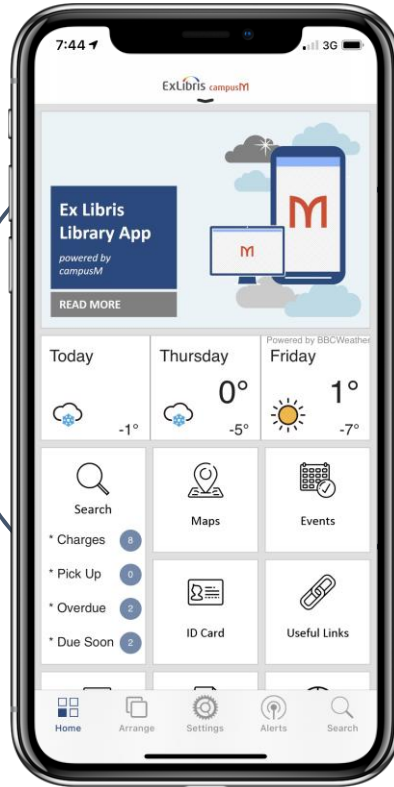 7:44
3G
ExLibris campusM
Ex Libris
Library App
powered by
campusM
READ MORE
M
M
Powered by BBCWeather
Today
-1°
Thursday
0°
-5°
Friday
1°
-7°
Search
* Charges 8
* Pick Up 0
* Overdue 2
* Due Soon 2
Maps
Events
ID Card
Useful Links
Home
Arrange
Settings
Alerts
Search